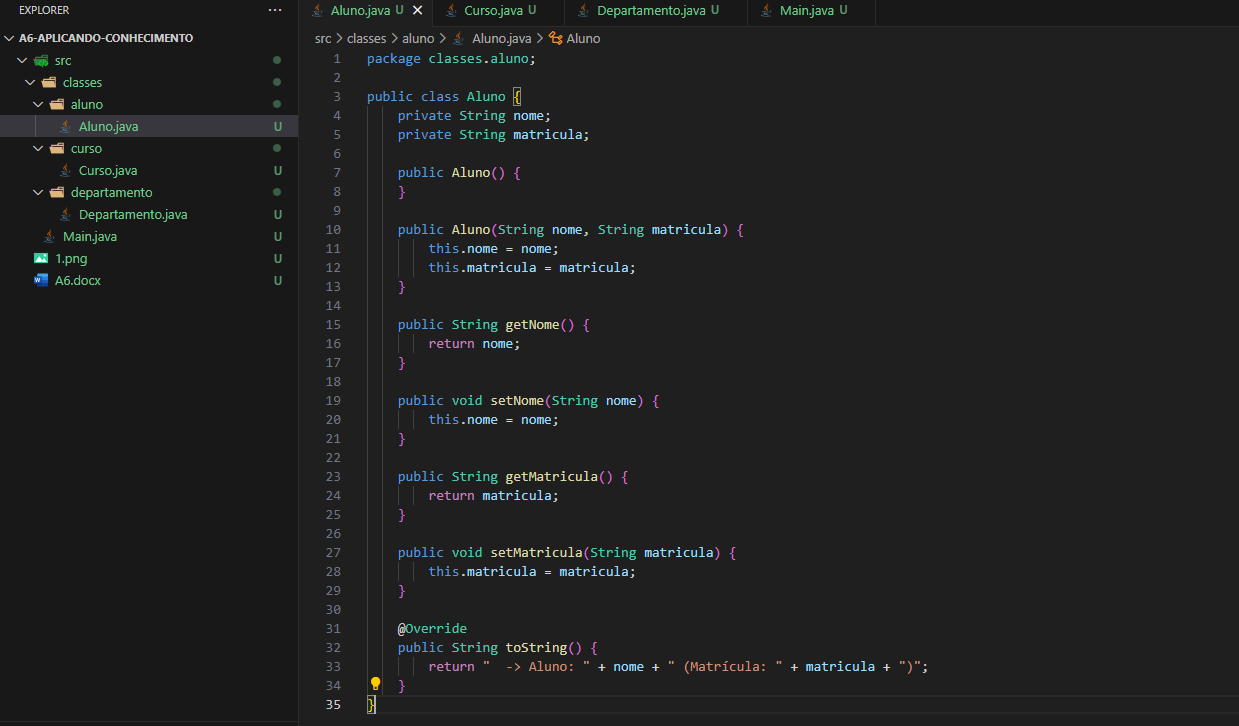 EXPLORER ···
A6-APLICANDO-CONHECIMENTO
src
classes
aluno
Aluno.java U
curso
Curso.java U
departamento
Departamento.java U
Main.java U
1.png U
A6.docx U
Aluno.java U Curso.java U Departamento.java U Main.java U
src > classes > aluno > Aluno.java > Aluno
1 package classes.aluno;
2
3 public class Aluno {
4     private String nome;
5     private String matricula;
6
7     public Aluno() {
8     }
9
10     public Aluno(String nome, String matricula) {
11         this.nome = nome;
12         this.matricula = matricula;
13     }
14
15     public String getNome() {
16         return nome;
17     }
18
19     public void setNome(String nome) {
20         this.nome = nome;
21     }
22
23     public String getMatricula() {
24         return matricula;
25     }
26
27     public void setMatricula(String matricula) {
28         this.matricula = matricula;
29     }
30
31     @Override
32     public String toString() {
33         return "  -> Aluno: " + nome + " (Matrícula: " + matricula + ")";
34     }
35 }